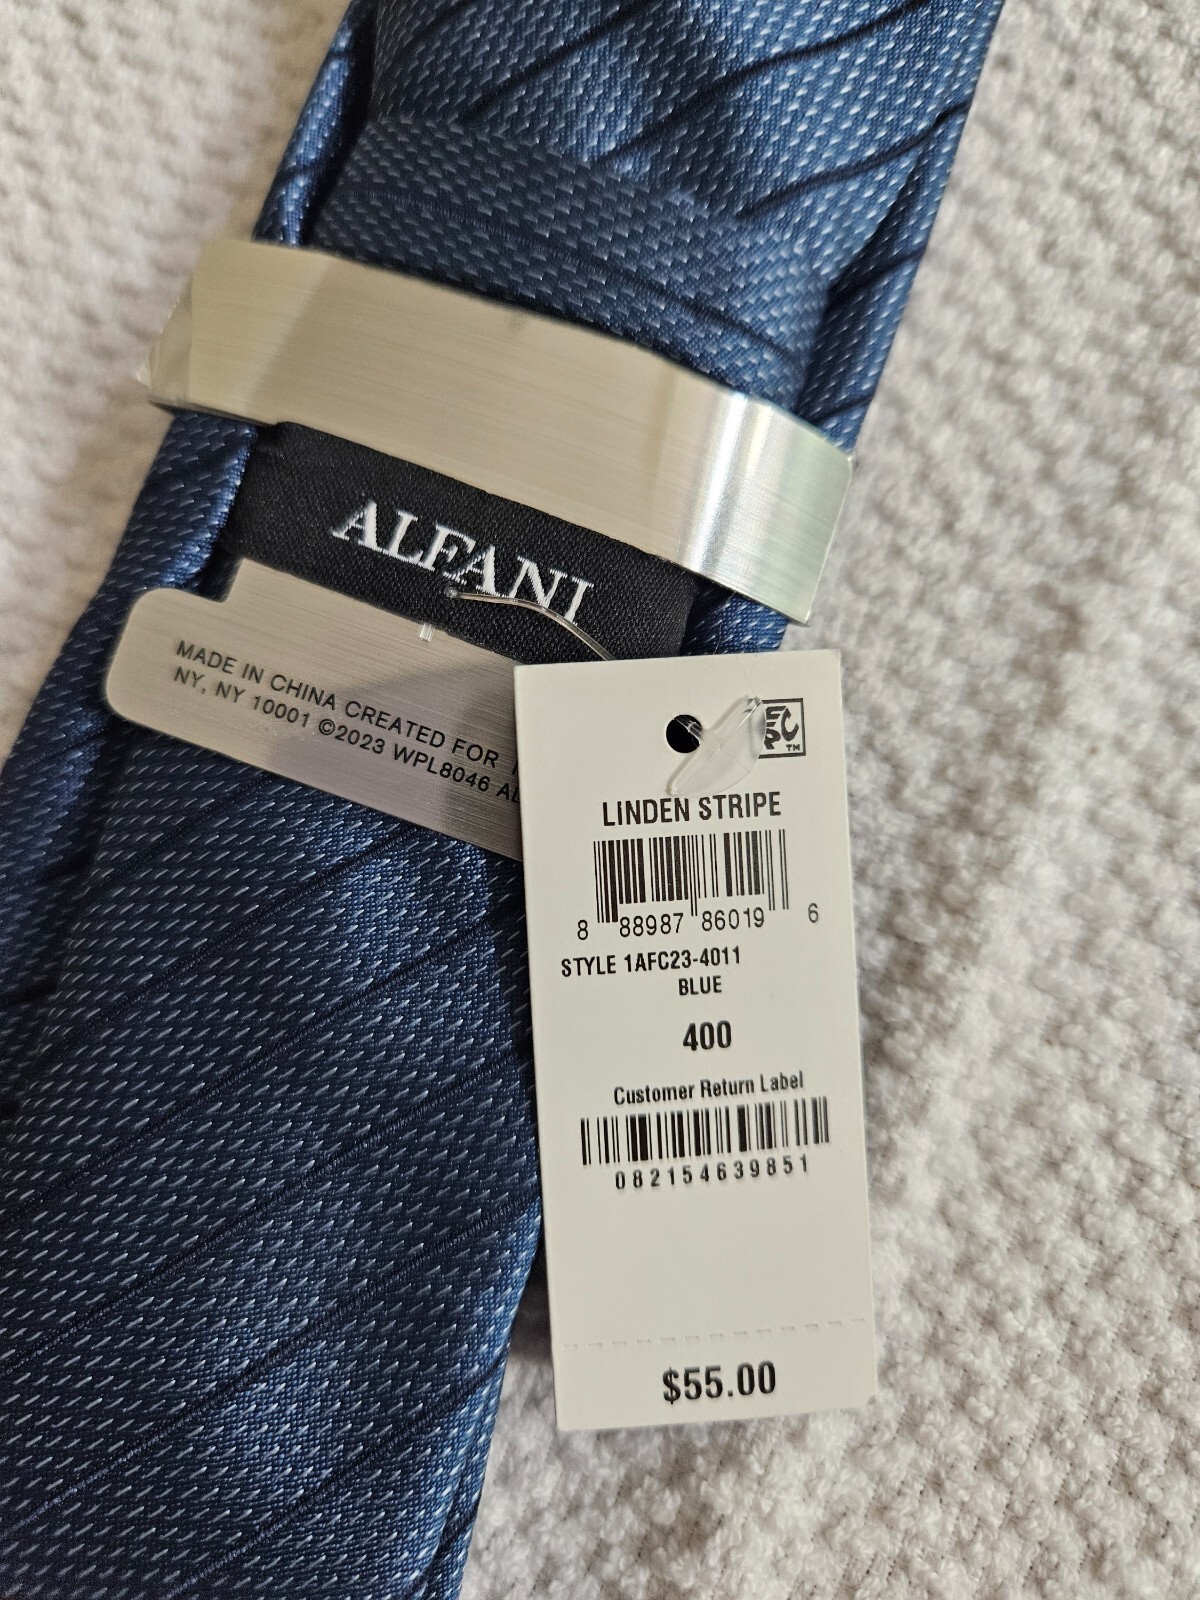 ALFANI
MADE IN CHINA CREATED FOR
NY, NY 10001 ©2023 WPL8046
TM
LINDEN STRIPE
8 88987 86019 6
STYLE 1AFC23-4011
BLUE
400
Customer Return Label
082154639851
$55.00